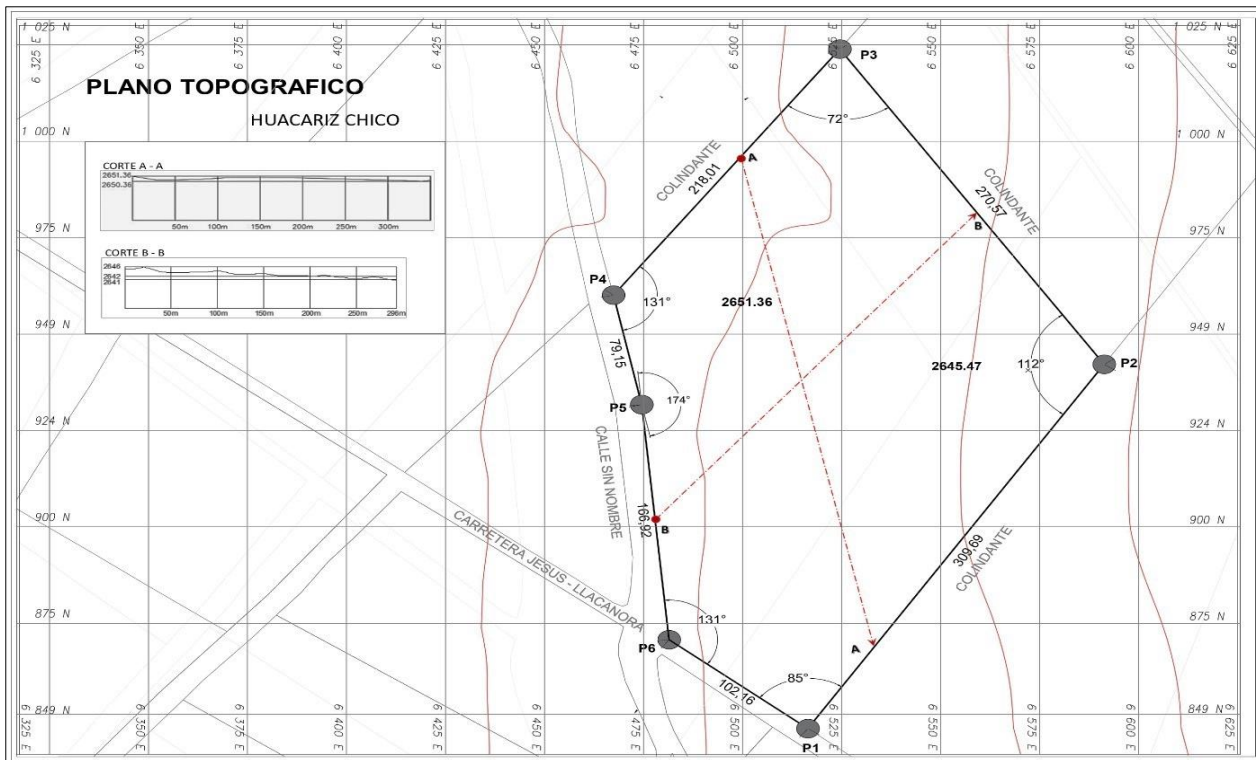 1 025 N
1 025 N
6 325 E
6 350 E
6 375 E
6 400 E
6 425 E
6 450 E
6 475 E
6 500 E
6 525 E
6 550 E
6 575 E
6 600 E
6 625 E
PLANO TOPOGRAFICO
HUACARIZ CHICO
P3
72°
1 000 N
1 000 N
CORTE A - A
2651.36
2650.36
50m
100m
150m
200m
250m
300m
COLINDANTE
218,01
A
COLINDANTE
270,57
B
975 N
975 N
CORTE B - B
2646
2642
2641
50m
100m
150m
200m
296m
P4
131°
2651.36
949 N
949 N
79,15
2645.47
112°
P2
P5
174°
924 N
924 N
CALLE SIN NOMBRE
166,92
B
900 N
900 N
CARRETERA JESUS - LLACANORA
309,69
COLINDANTE
875 N
875 N
131°
P6
A
102,16
85°
849 N
849 N
P1
6 325 E
6 350 E
6 375 E
6 400 E
6 425 E
6 450 E
6 475 E
6 500 E
6 525 E
6 550 E
6 575 E
6 600 E
6 625 E